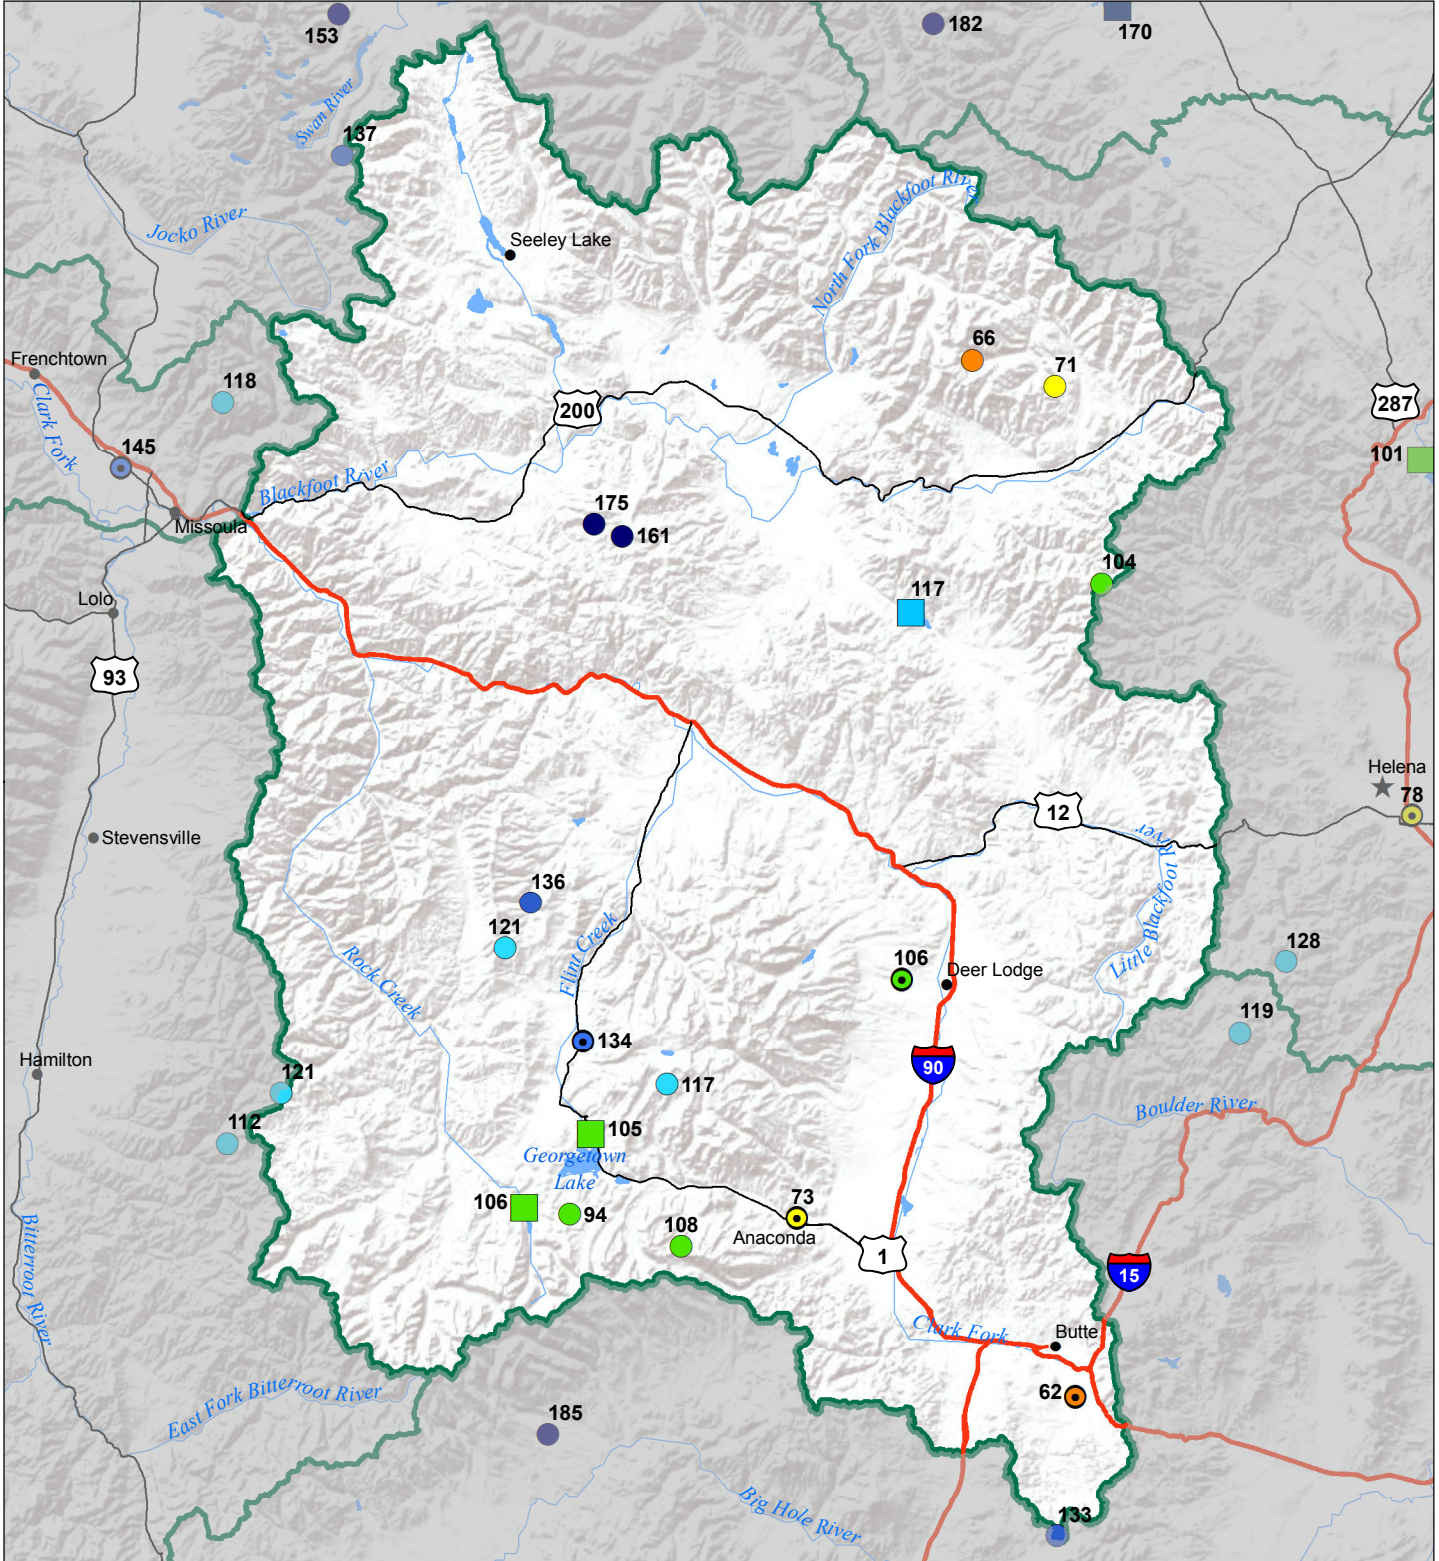 153
182
170
Swan River
137
Jocko River
North Fork Blackfoot River
Seeley Lake
66
71
Frenchtown
118
200
287
Clark Fork
145
101
Blackfoot River
Missoula
175
161
104
117
Lolo
93
Helena
78
12
Stevensville
Little Blackfoot River
136
121
Flint Creek
128
Rock Creek
106
Deer Lodge
119
134
Hamilton
90
121
117
112
105
Boulder River
Georgetown
Lake
106
94
73
108
Anaconda
1
15
Bitterroot River
Clark Fork
Butte
62
East Fork Bitterroot River
185
Big Hole River
133